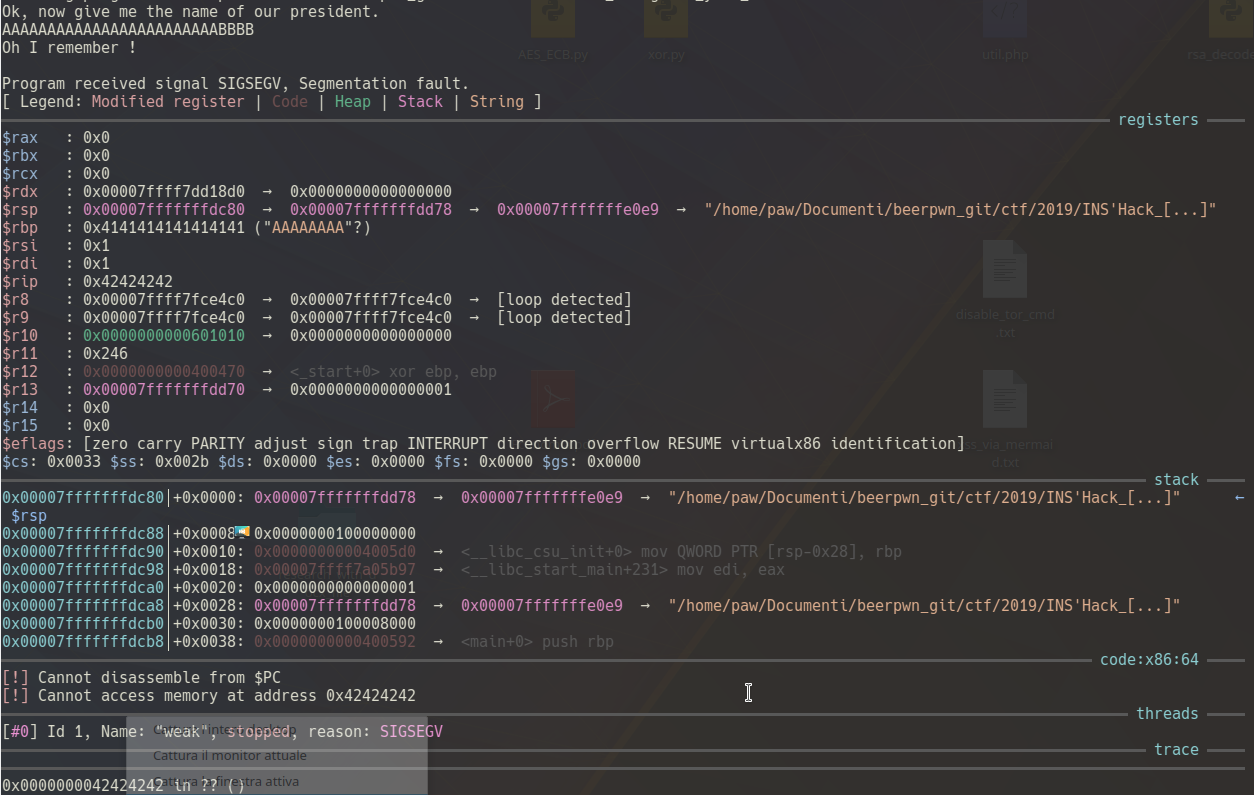 Ok, now give me the name of our president.
AAAAAAAAAAAAAAAAAAAAAAAABBBB
Oh I remember !
AES_ECB.py
xor.py
util.php
Program received signal SIGSEGV, Segmentation fault.
[ Legend: Modified register | Code | Heap | Stack | String ]
registers
$rax   : 0x0
$rbx   : 0x0
$rcx   : 0x0
$rdx   : 0x00007ffff7dd18d0  →  0x0000000000000000
$rsp   : 0x00007fffffffdc80  →  0x00007fffffffdd78  →  0x00007fffffffe0e9  →  "/home/paw/Documenti/beerpwn_git/ctf/2019/INS'Hack_[...]"
$rbp   : 0x4141414141414141 ("AAAAAAAA"?)
$rsi   : 0x1
$rdi   : 0x1
$rip   : 0x42424242
$r8    : 0x00007ffff7fce4c0  →  0x00007ffff7fce4c0  →  [loop detected]
$r9    : 0x00007ffff7fce4c0  →  0x00007ffff7fce4c0  →  [loop detected]
$r10   : 0x0000000000601010  →  0x0000000000000000
$r11   : 0x246
$r12   : 0x0000000000400470  →  <_start+0> xor ebp, ebp
$r13   : 0x00007fffffffdd70  →  0x0000000000000001
$r14   : 0x0
$r15   : 0x0
disable_tor_cmd
txt
$eflags: [zero carry PARITY adjust sign trap INTERRUPT direction overflow RESUME virtualx86 identification]
$cs: 0x0033 $ss: 0x002b $ds: 0x0000 $es: 0x0000 $fs: 0x0000 $gs: 0x0000
d.txt
stack
0x00007fffffffdc80│+0x0000: 0x00007fffffffdd78  →  0x00007fffffffe0e9  →  "/home/paw/Documenti/beerpwn_git/ctf/2019/INS'Hack_[...]"      ←
 $rsp
0x00007fffffffdc88│+0x0008: 0x0000000100000000
0x00007fffffffdc90│+0x0010: 0x00000000004005d0  →  <__libc_csu_init+0> mov QWORD PTR [rsp-0x28], rbp
0x00007fffffffdc98│+0x0018: 0x00007ffff7a05b97  →  <__libc_start_main+231> mov edi, eax
0x00007fffffffdca0│+0x0020: 0x0000000000000001
0x00007fffffffdca8│+0x0028: 0x00007fffffffdd78  →  0x00007fffffffe0e9  →  "/home/paw/Documenti/beerpwn_git/ctf/2019/INS'Hack_[...]"
0x00007fffffffdcb0│+0x0030: 0x0000000100008000
0x00007fffffffdcb8│+0x0038: 0x0000000000400592  →  <main+0> push rbp
code:x86:64
[!] Cannot disassemble from $PC
[!] Cannot access memory at address 0x42424242
threads
[#0] Id 1, Name: "weak", stopped, reason: SIGSEGV
trace
Cattura il monitor attuale
Cattura la finestra attiva
0x0000000042424242 in ?? ()